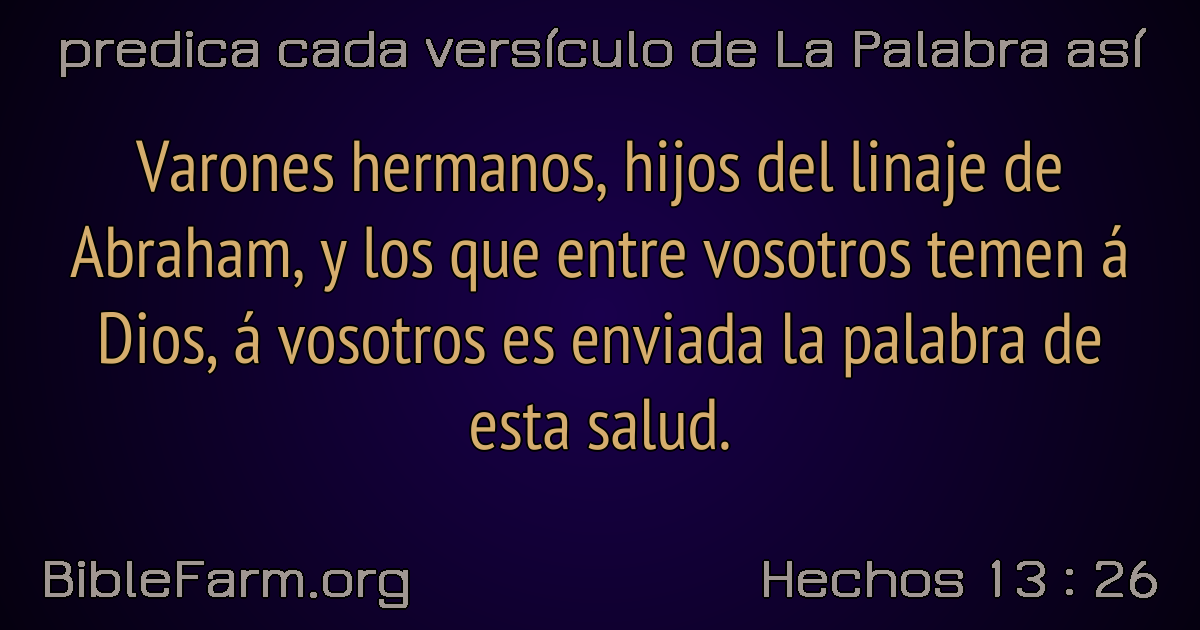 predica cada versículo de La Palabra así
Varones hermanos, hijos del linaje de
Abraham, y los que entre vosotros temen á
Dios, á vosotros es enviada la palabra de
esta salud.
BibleFarm.org
Hechos 13 : 26